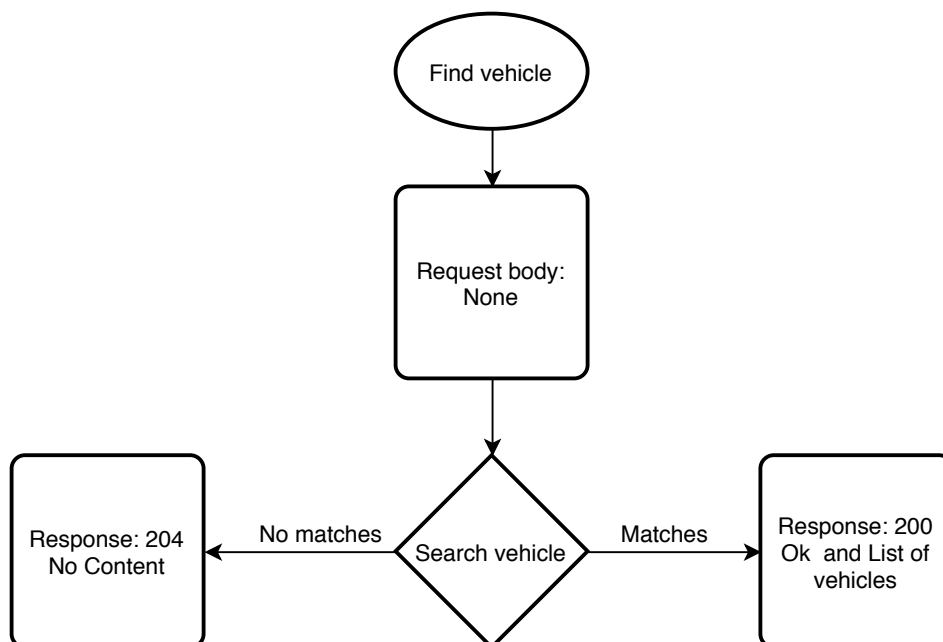 Find vehicle
Request body:
None
No matches
Matches
Response: 204
No Content
Search vehicle
Response: 200
Ok  and List of
vehicles